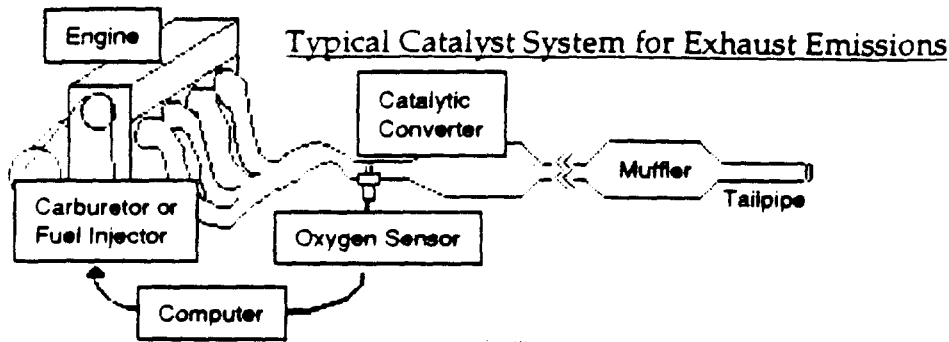 Engine
Typical Catalyst System for Exhaust Emissions
Catalytic
Converter
Muffler
Tailpipe
Carburetor or
Fuel Injector
Oxygen Sensor
Computer